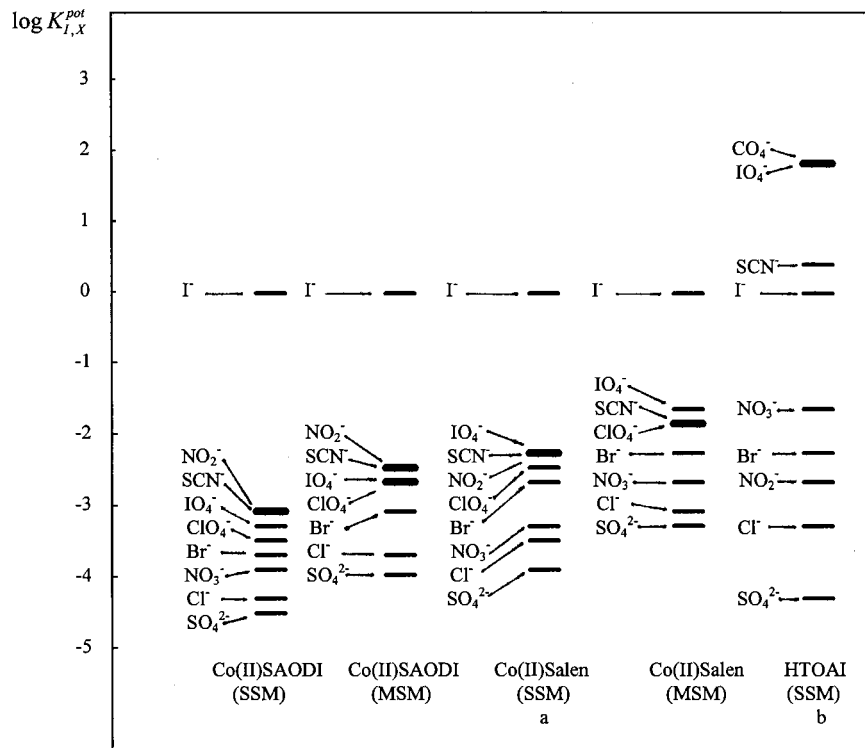 log K^{pot}_{I,X}
3
2
1
0
-1
-2
-3
-4
-5
I⁻
NO₂⁻
SCN⁻
IO₄⁻
ClO₄⁻
Br⁻
NO₃⁻
Cl⁻
SO₄²⁻
Co(II)SAODI
(SSM)
I⁻
NO₂⁻
SCN⁻
IO₄⁻
ClO₄⁻
Br⁻
Cl⁻
SO₄²⁻
Co(II)SAODI
(MSM)
I⁻
IO₄⁻
SCN⁻
NO₂⁻
ClO₄⁻
Br⁻
NO₃⁻
Cl⁻
SO₄²⁻
Co(II)Salen
(SSM)
a
I⁻
IO₄⁻
SCN⁻
ClO₄⁻
Br⁻
NO₃⁻
Cl⁻
SO₄²⁻
Co(II)Salen
(MSM)
CO₄⁻
IO₄⁻
SCN⁻
I⁻
NO₃⁻
Br⁻
NO₂⁻
Cl⁻
SO₄²⁻
HTOAI
(SSM)
b